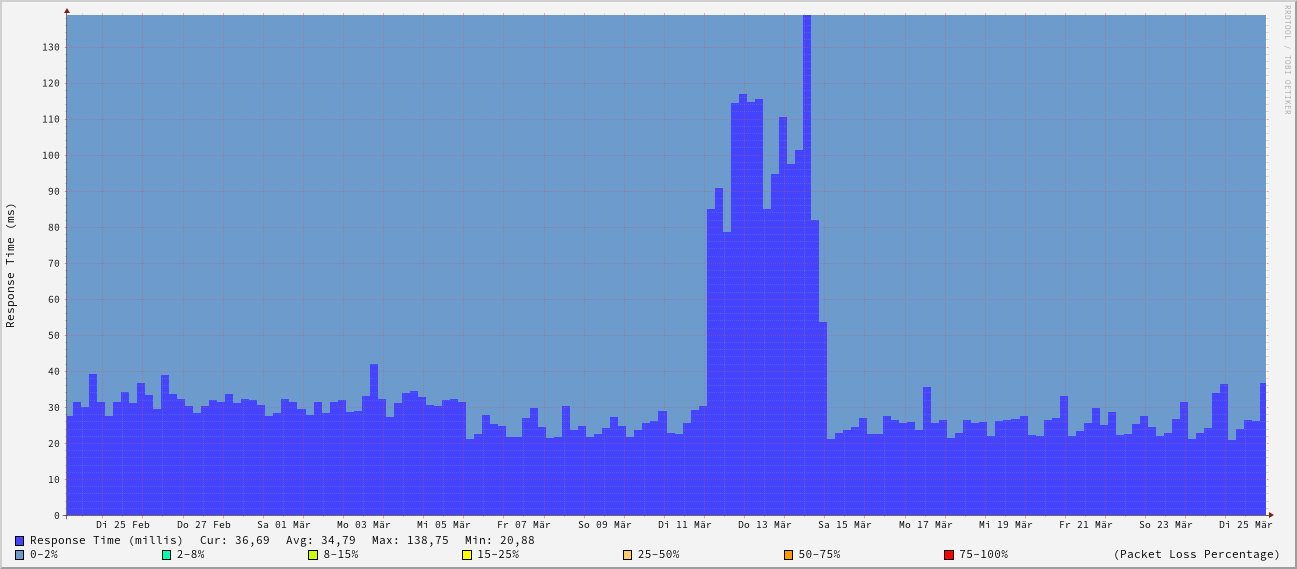 RRDTOOL / TOBI OETIKER
Response Time (ms)
130
120
110
100
90
80
70
60
50
40
30
20
10
0
Di 25 Feb Do 27 Feb Sa 01 Mär Mo 03 Mär Mi 05 Mär Fr 07 Mär So 09 Mär Di 11 Mär Do 13 Mär Sa 15 Mär Mo 17 Mär Mi 19 Mär Fr 21 Mär So 23 Mär Di 25 Mär
Response Time (millis) Cur: 36,69 Avg: 34,79 Max: 138,75 Min: 20,88
0-2% 2-8% 8-15% 15-25% 25-50% 50-75% 75-100% (Packet Loss Percentage)